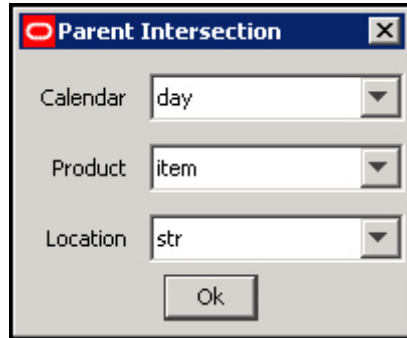 Parent Intersection
Calendar day
Product item
Location str
Ok